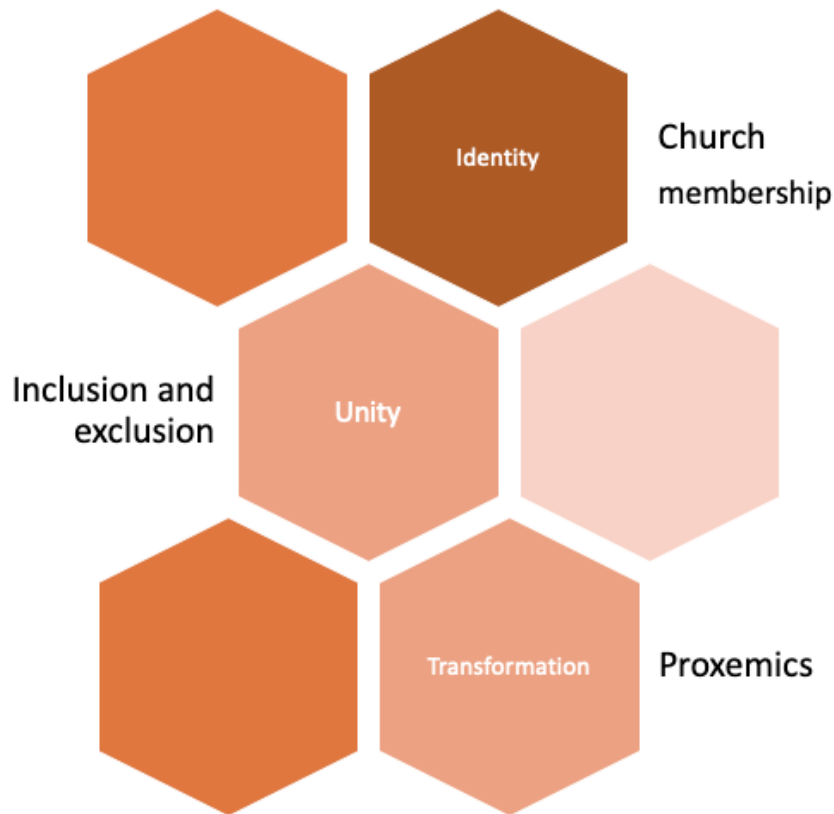 Identity
Church
membership
Inclusion and
exclusion
Unity
Transformation
Proxemics